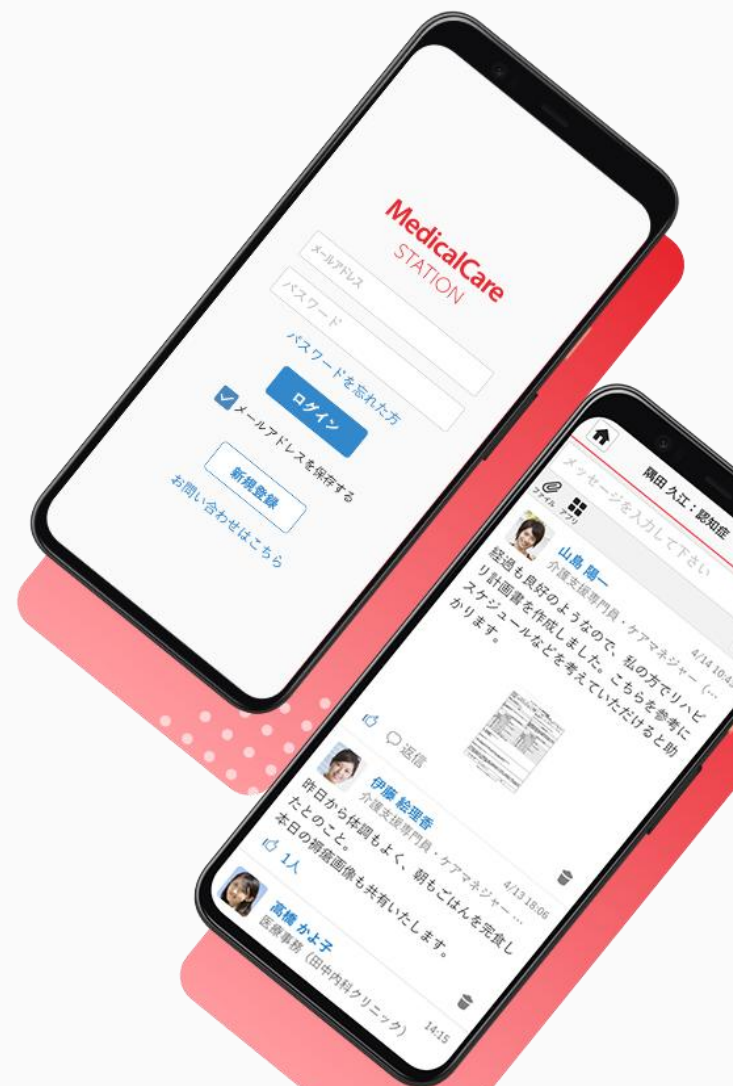 MedicalCare
STATION
メールアドレス
パスワード
パスワードを忘れた方
ログイン
メールアドレスを保存する
新規登録
お問い合わせはこちら
隅田 久江：認知症
メッセージを入力して下さい
ファイル アプリ
山島 陽一
介護支援専門員・ケアマネジャー（…
4/14 10:45
経過も良好のようなので、私の方でリハビ
リ計画書を作成しました。こちらを参考に
スケジュールなどを考えていただけると助
かります。
返信
伊藤 絵理香
介護支援専門員・ケアマネジャー …
4/13 18:06
昨日から体調もよく、朝もごはんを完食し
たとのこと。
本日の褥瘡画像も共有いたします。
1人
高橋 かよ子
医療事務（田中内科クリニック）
14:15